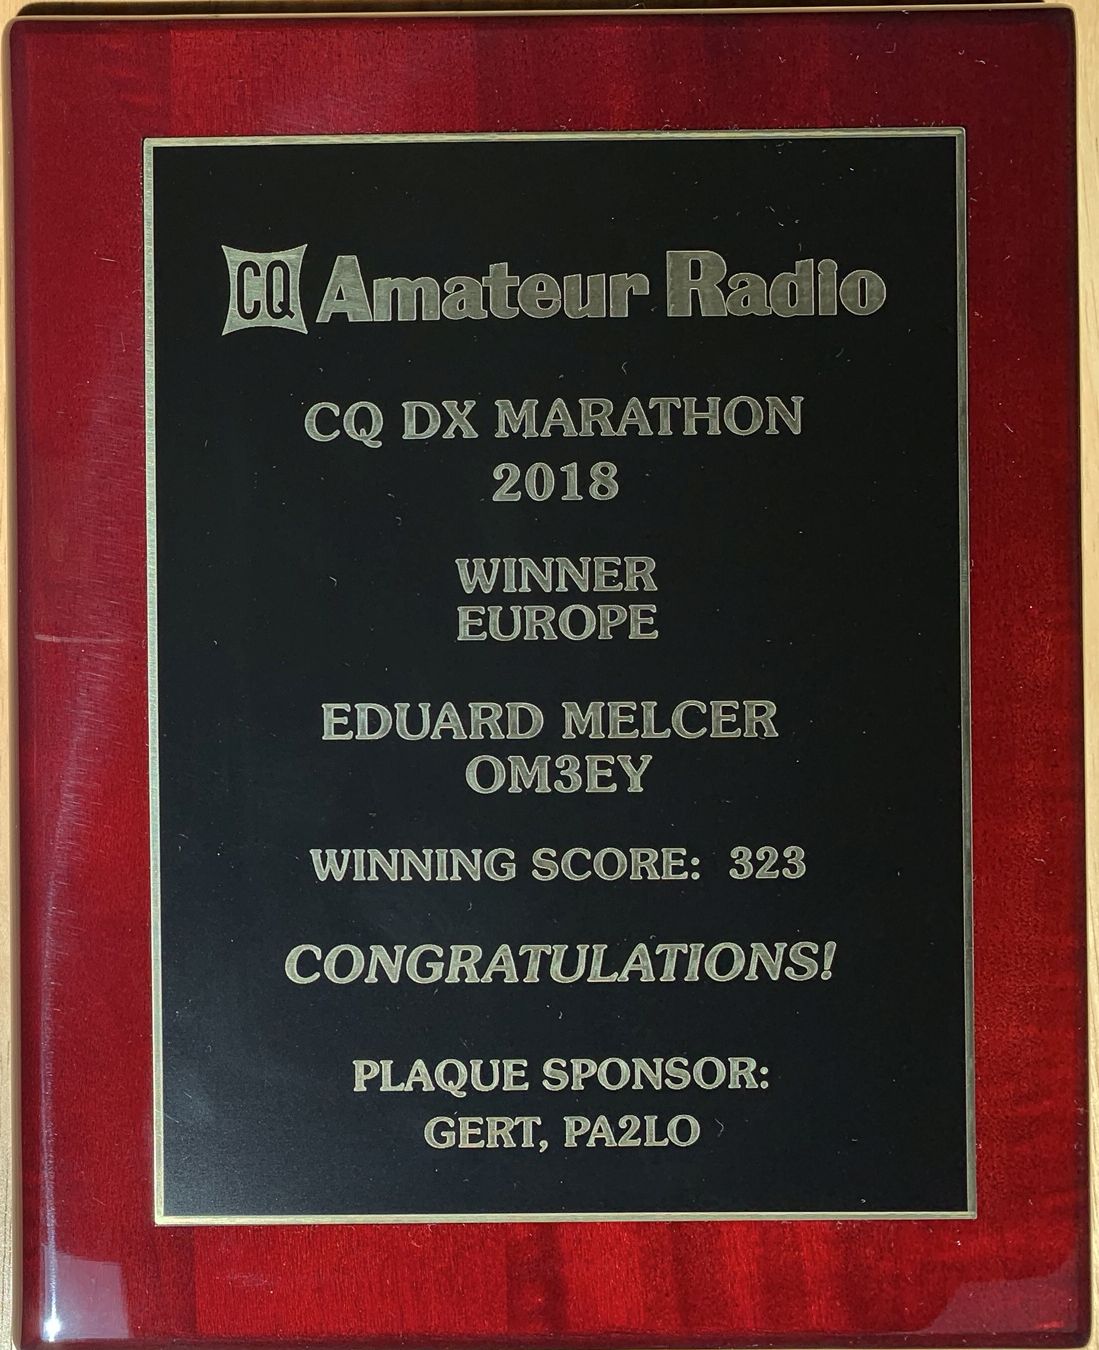 CQ Amateur Radio
CQ DX MARATHON
2018
WINNER
EUROPE
EDUARD MELCER
OM3EY
WINNING SCORE: 323
CONGRATULATIONS!
PLAQUE SPONSOR:
GERT, PA2LO